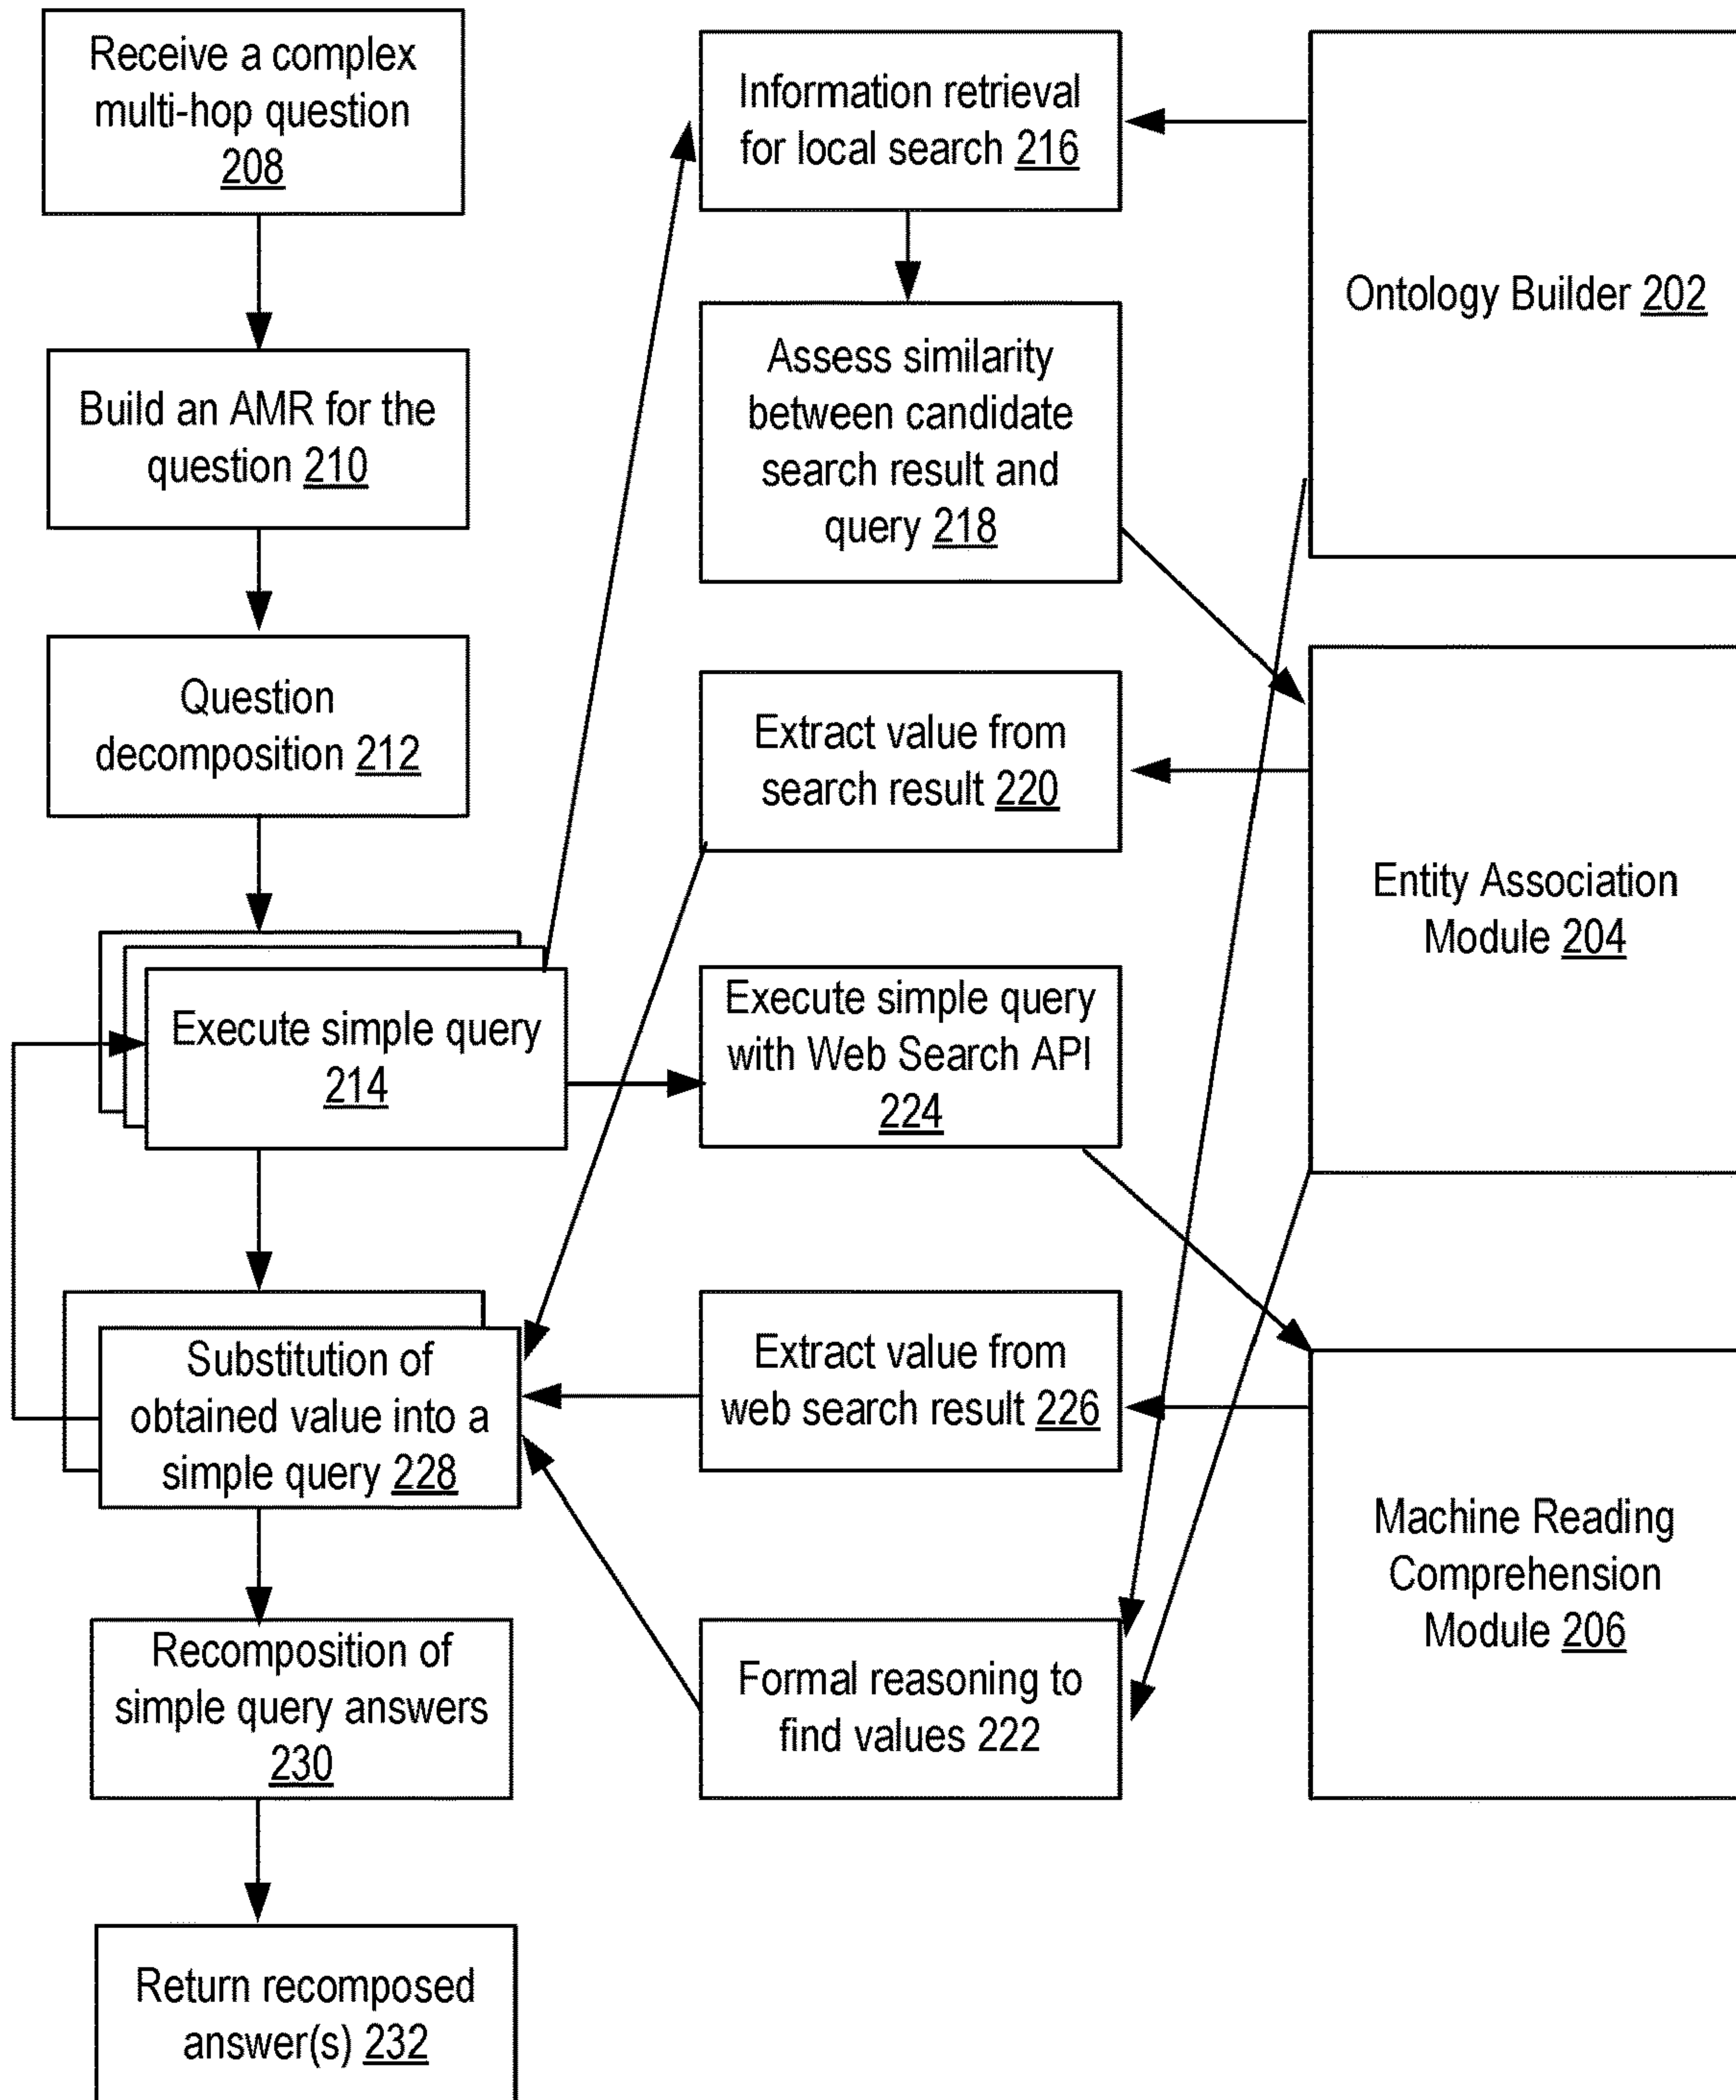 Receive a complex
multi-hop question
208
Build an AMR for the
question 210
Question
decomposition 212
Execute simple query
214
Substitution of
obtained value into a
simple query 228
Recomposition of
simple query answers
230
Return recomposed
answer(s) 232
Information retrieval
for local search 216
Assess similarity
between candidate
search result and
query 218
Extract value from
search result 220
Execute simple query
with Web Search API
224
Extract value from
web search result 226
Formal reasoning to
find values 222
Ontology Builder 202
Entity Association
Module 204
Machine Reading
Comprehension
Module 206